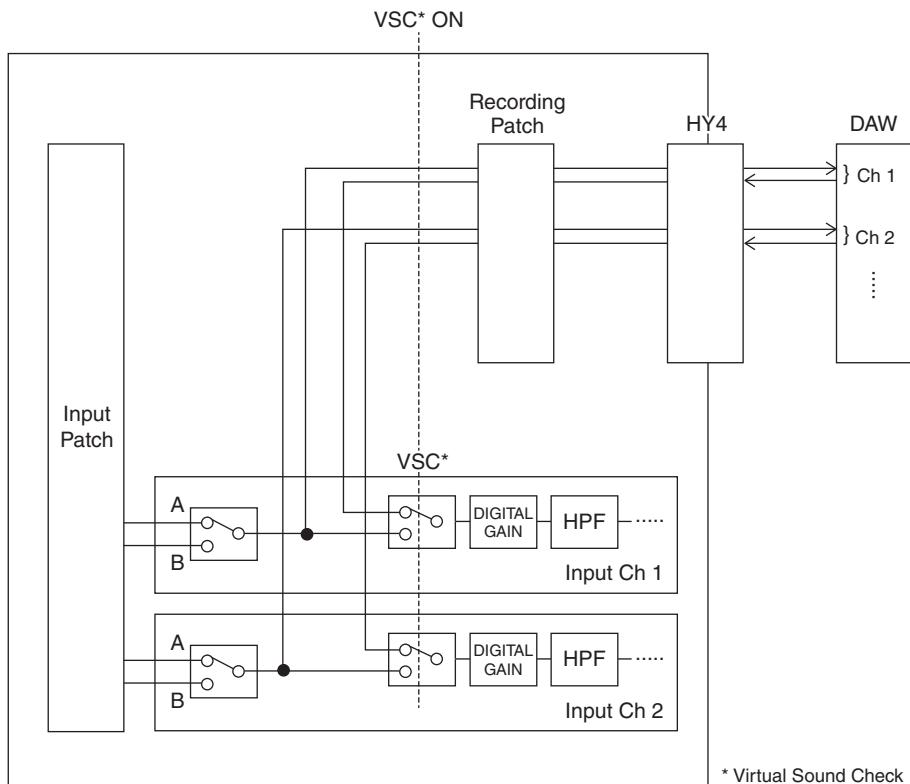 VSC* ON
Recording
Patch
HY4
DAW
} Ch 1
} Ch 2
Input
Patch
VSC*
A
B
DIGITAL
GAIN
HPF
Input Ch 1
A
B
DIGITAL
GAIN
HPF
Input Ch 2
* Virtual Sound Check